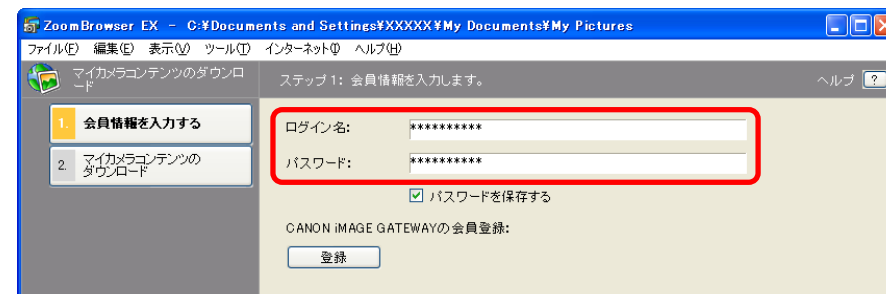 ZoomBrowser EX - C:¥Documents and Settings¥XXXXX¥My Documents¥My Pictures
ファイル(F) 編集(E) 表示(V) ツール(T) インターネット(I) ヘルプ(H)
マイカメラコンテンツのダウンロ
ード
ステップ1: 会員情報を入力します。
ヘルプ ?
1. 会員情報を入力する
2. マイカメラコンテンツの
ダウンロード
ログイン名: **********
パスワード: **********
パスワードを保存する
CANON iMAGE GATEWAYの会員登録:
登録